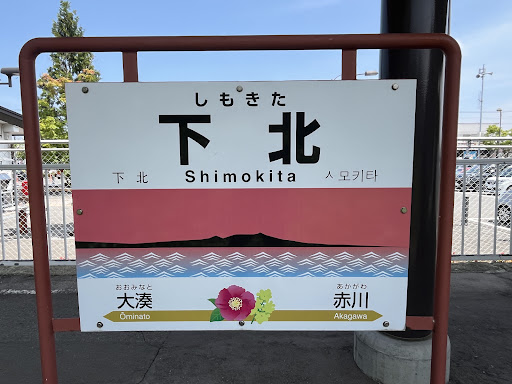 しもきた
下北
下北 Shimokita 시모키타
おおみなと あかがわ
大湊 赤川
Ōminato Akagawa